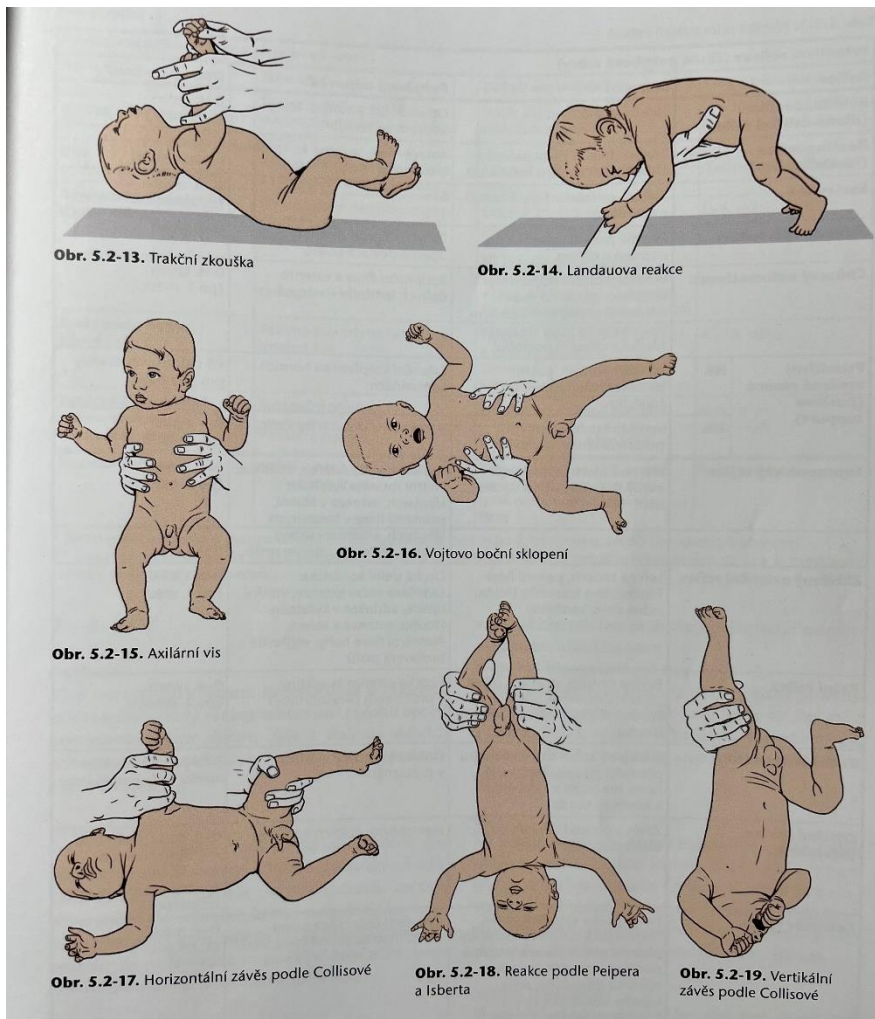 Obr. 5.2-13. Trakční zkouška
Obr. 5.2-14. Landauova reakce
Obr. 5.2-15. Axilární vis
Obr. 5.2-16. Vojtovo boční sklopení
Obr. 5.2-17. Horizontální závěs podle Collisové
Obr. 5.2-18. Reakce podle Peipera
a Isberta
Obr. 5.2-19. Vertikální
závěs podle Collisové